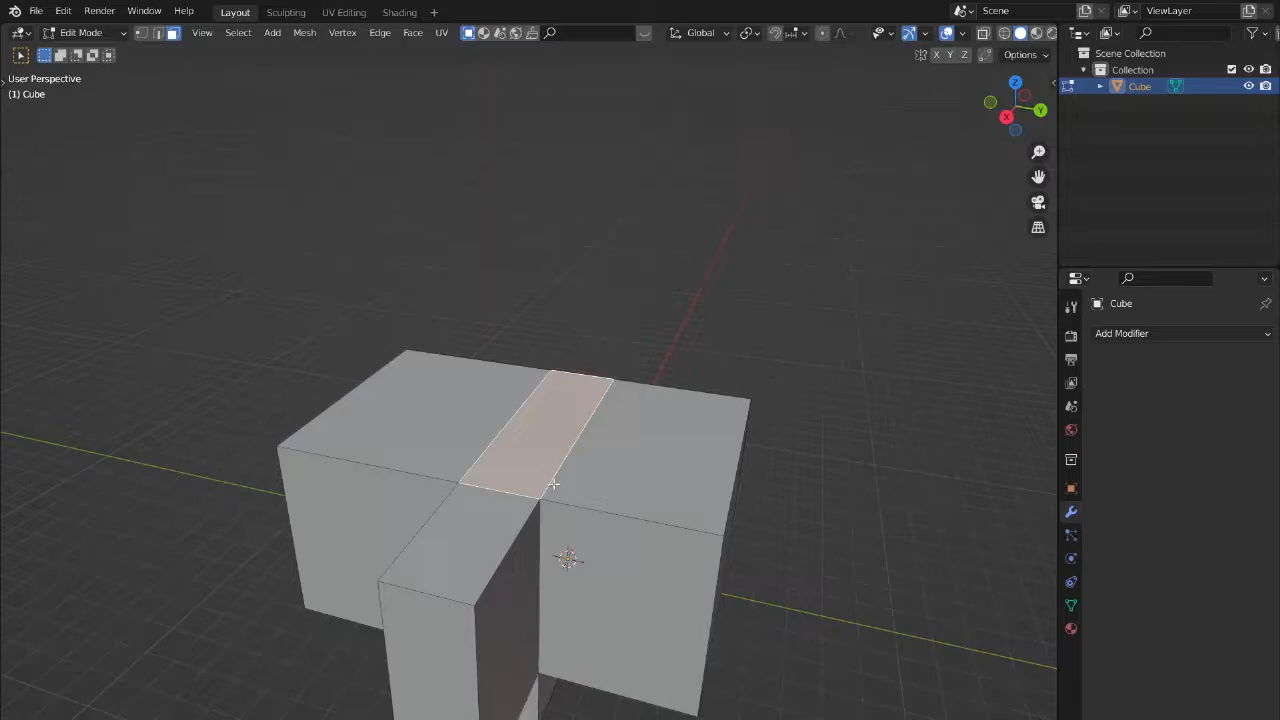 File Edit Render Window Help Layout Sculpting UV Editing Shading + Scene ViewLayer
Edit Mode View Select Add Mesh Vertex Edge Face UV Global
X Y Z Options
User Perspective
(1) Cube
Z
Y
X
Scene Collection
Collection
Cube
Cube
Add Modifier